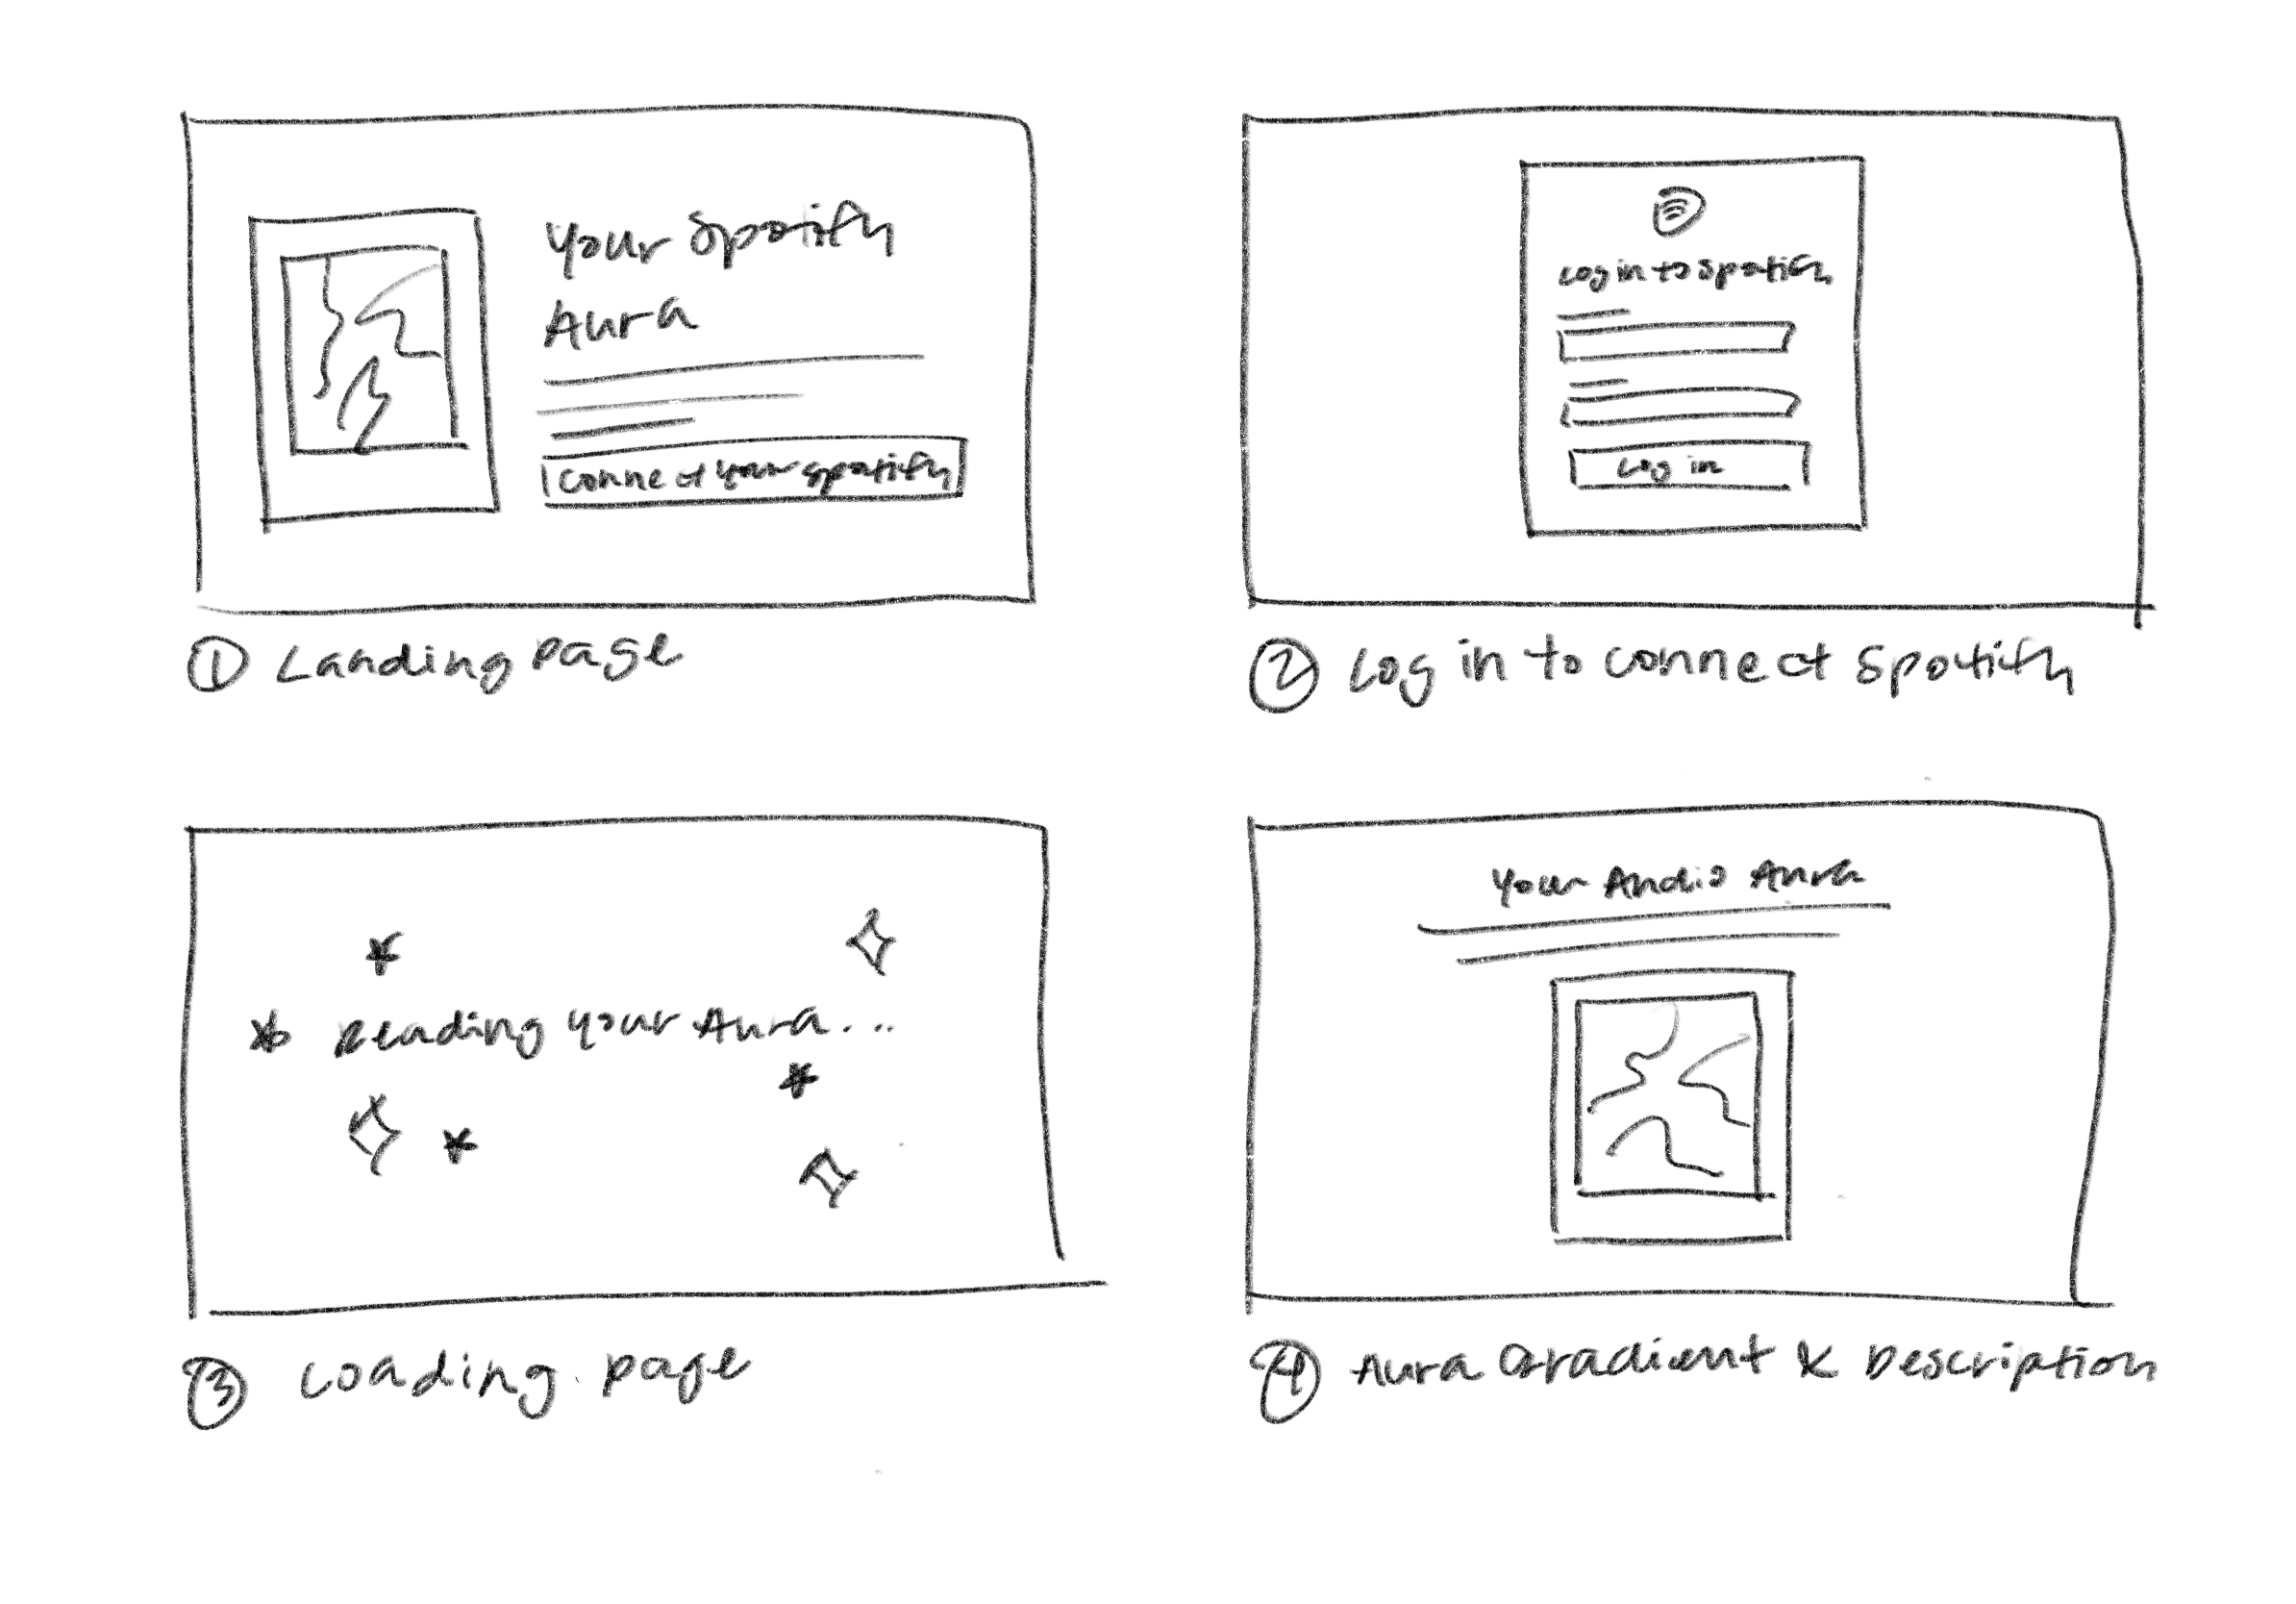 Your Spotify
Aura
Connect your Spotify
① Landing page
Log in to Spotify
Log in
② Log in to connect Spotify
Reading your Aura...
③ Loading page
Your Audio Aura
④ Aura Gradient & Description